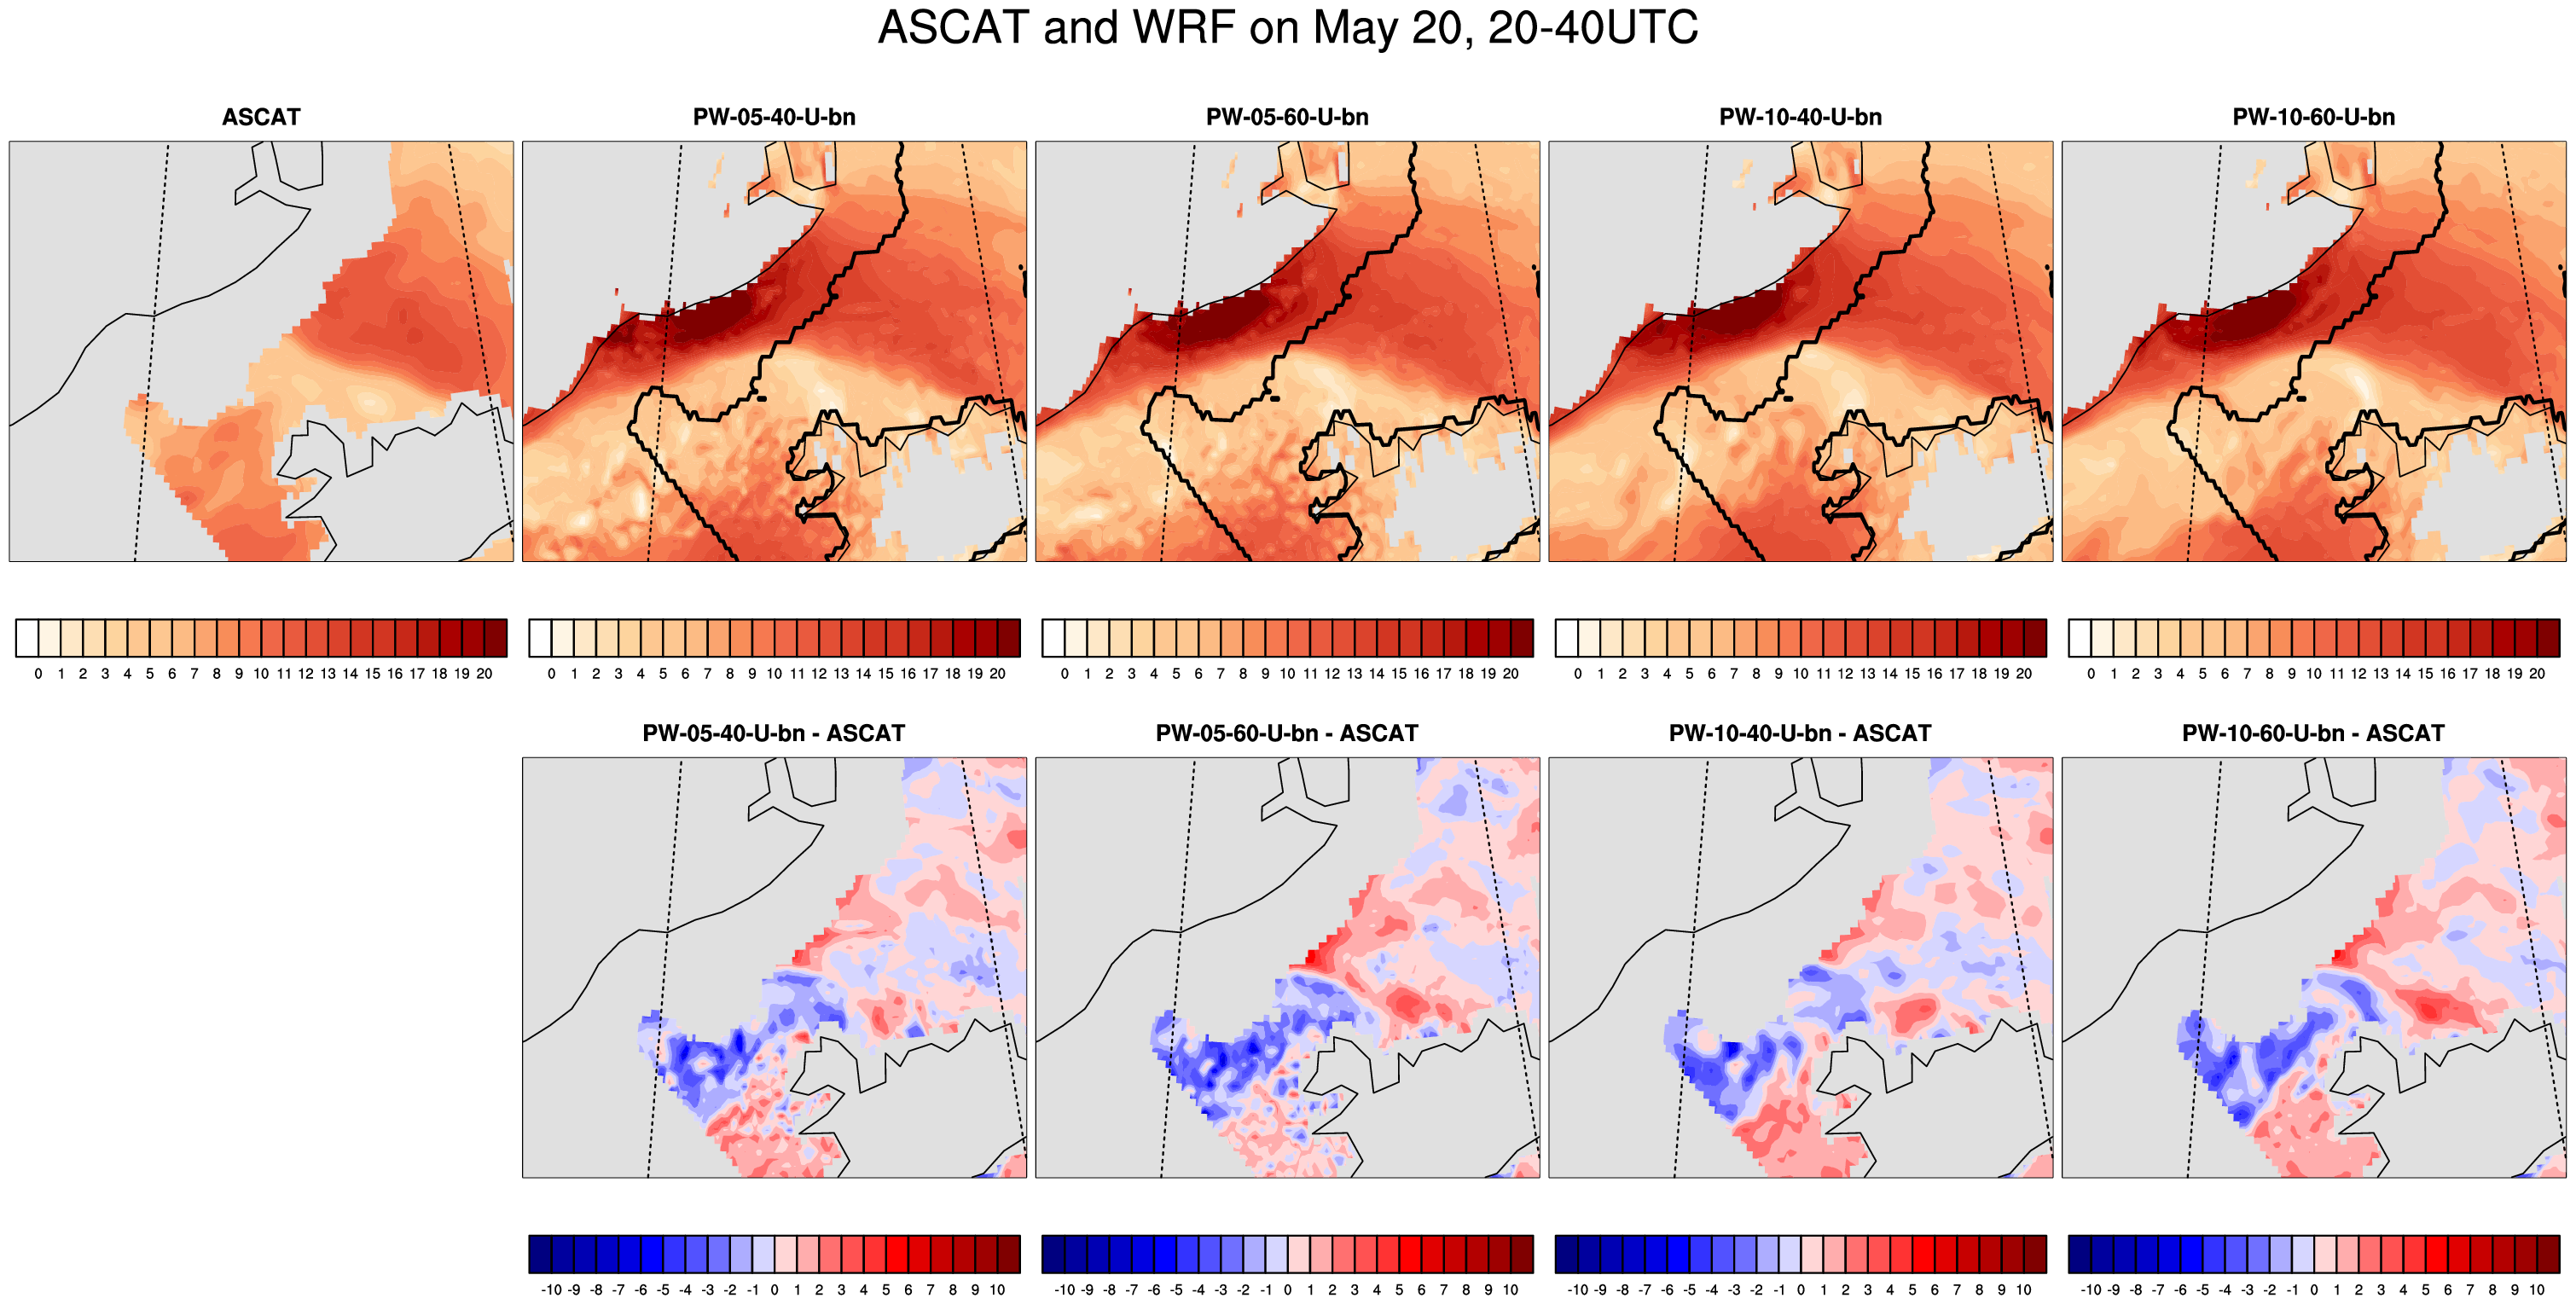 ASCAT and WRF on May 20, 20-40UTC
ASCAT PW-05-40-U-bn PW-05-60-U-bn PW-10-40-U-bn PW-10-60-U-bn
0 1 2 3 4 5 6 7 8 9 10 11 12 13 14 15 16 17 18 19 20 0 1 2 3 4 5 6 7 8 9 10 11 12 13 14 15 16 17 18 19 20 0 1 2 3 4 5 6 7 8 9 10 11 12 13 14 15 16 17 18 19 20 0 1 2 3 4 5 6 7 8 9 10 11 12 13 14 15 16 17 18 19 20 0 1 2 3 4 5 6 7 8 9 10 11 12 13 14 15 16 17 18 19 20
PW-05-40-U-bn - ASCAT PW-05-60-U-bn - ASCAT PW-10-40-U-bn - ASCAT PW-10-60-U-bn - ASCAT
-10 -9 -8 -7 -6 -5 -4 -3 -2 -1 0 1 2 3 4 5 6 7 8 9 10 -10 -9 -8 -7 -6 -5 -4 -3 -2 -1 0 1 2 3 4 5 6 7 8 9 10 -10 -9 -8 -7 -6 -5 -4 -3 -2 -1 0 1 2 3 4 5 6 7 8 9 10 -10 -9 -8 -7 -6 -5 -4 -3 -2 -1 0 1 2 3 4 5 6 7 8 9 10